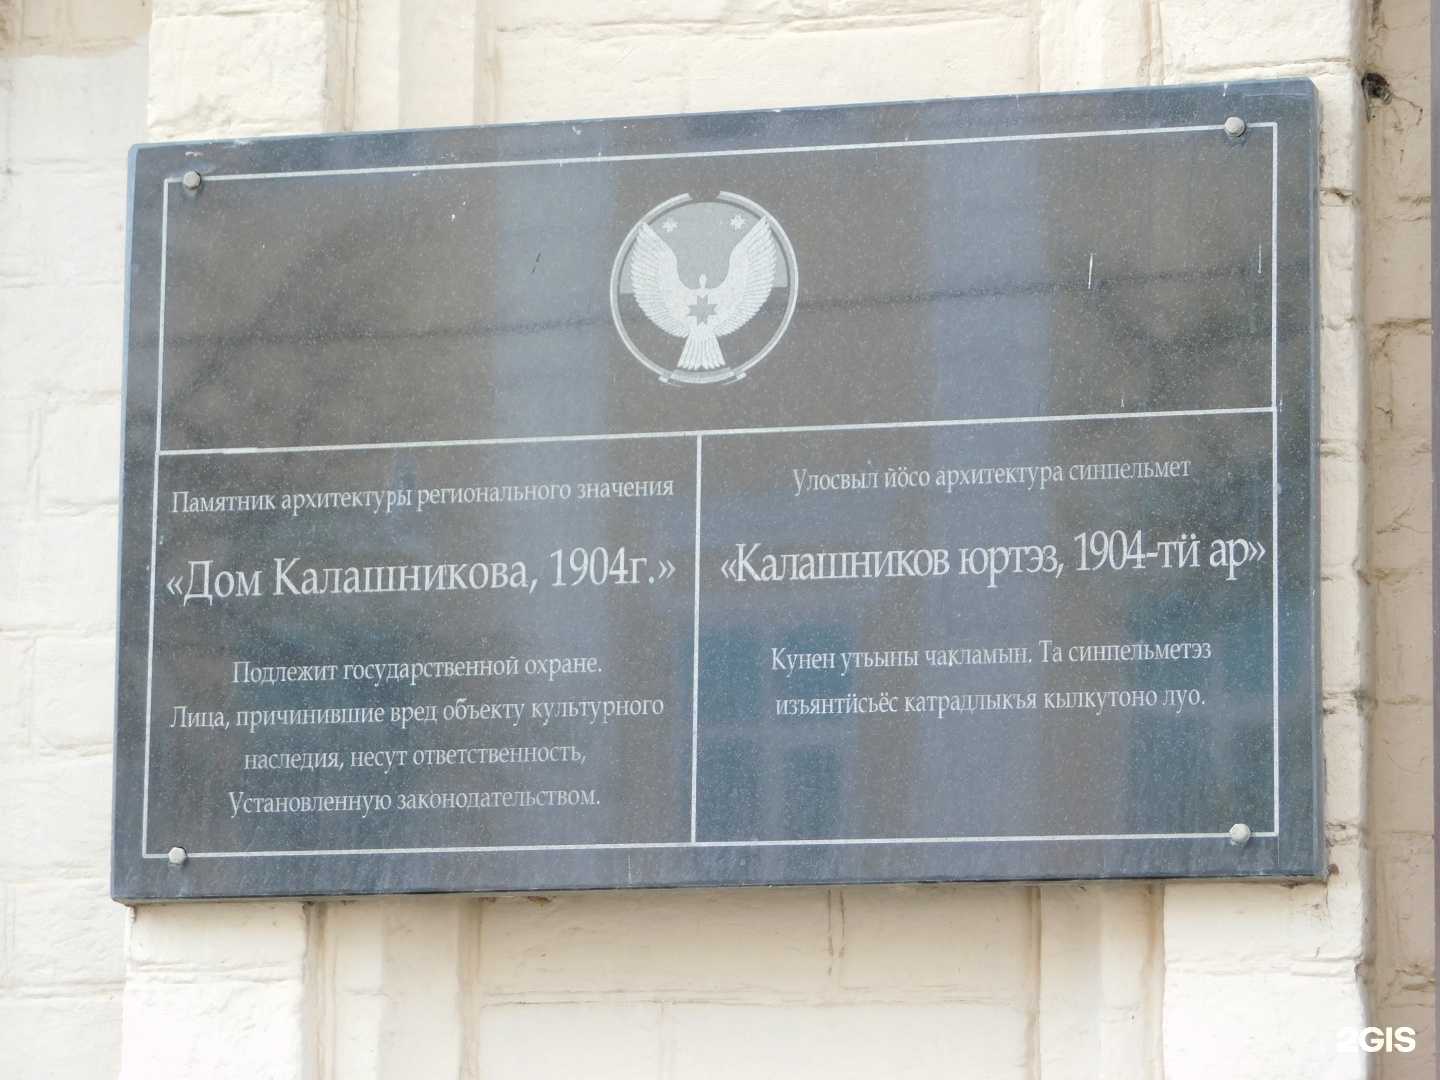 Памятник архитектуры регионального значения
«Дом Калашникова, 1904г.»
Подлежит государственной охране.
Лица, причинившие вред объекту культурного
наследия, несут ответственность,
Установленную законодательством.
Улосвыл йӧсо архитектура синпельмет
«Калашников юртэз, 1904-тӥ ар»
Кунен утьыны чакламын. Та синпельметэз
изъянтӥсьёс катрадлыкъя кылкутоно луо.
2GIS